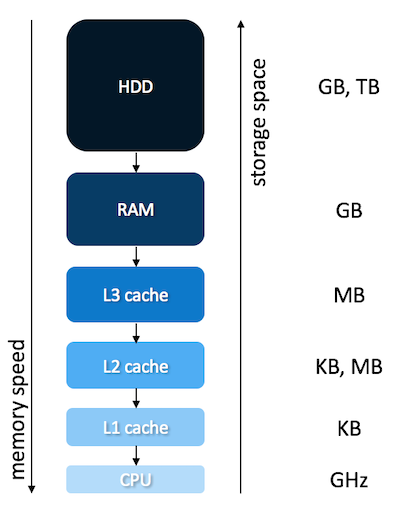 HDD
GB, TB
storage space
RAM
GB
L3 cache
MB
memory speed
L2 cache
KB, MB
L1 cache
KB
CPU
GHz